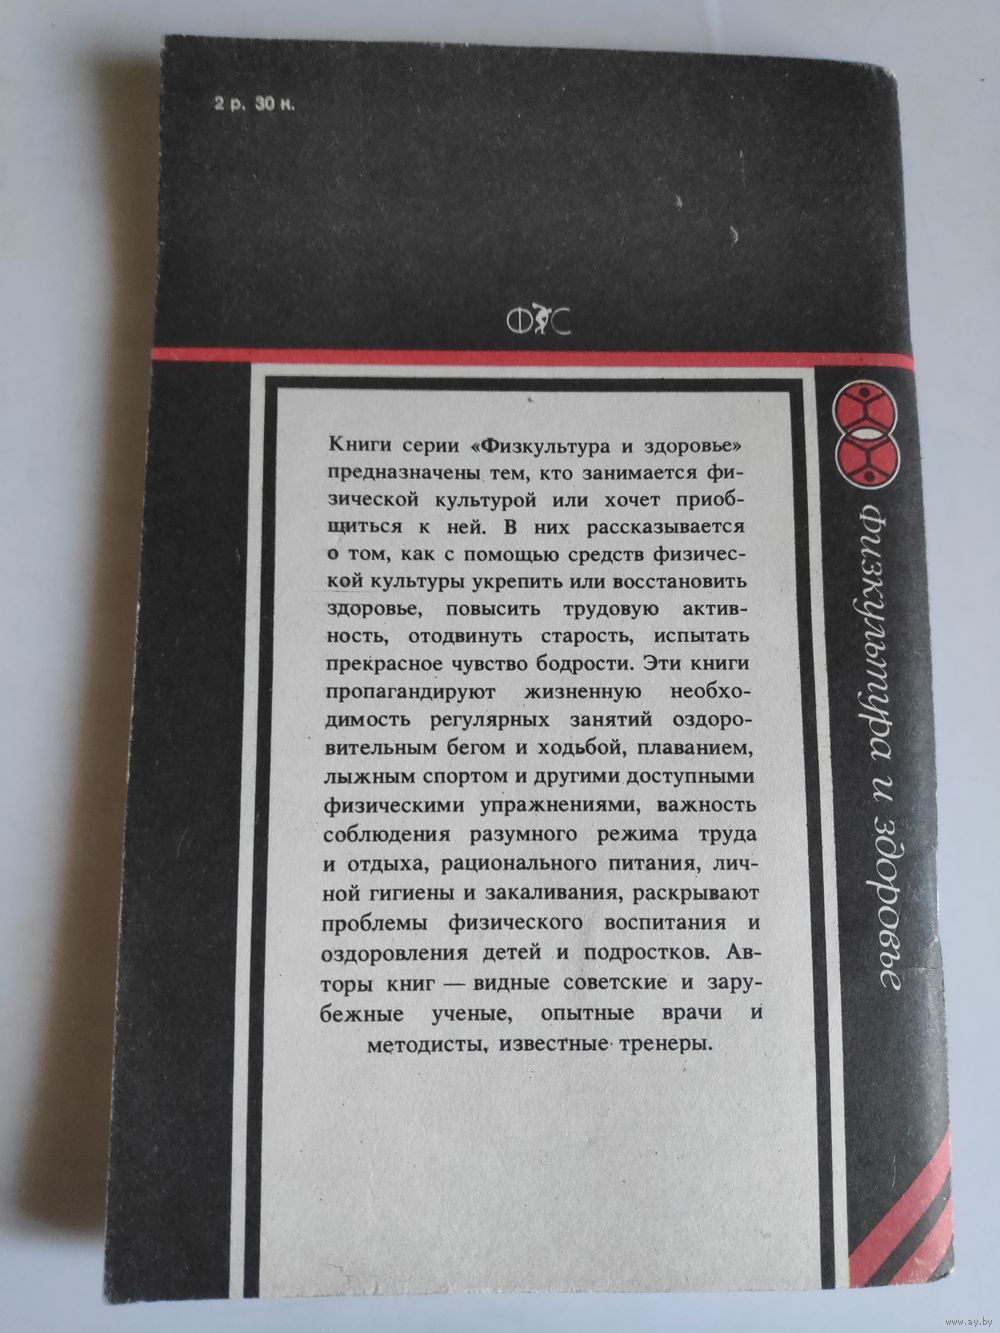 2 р. 30 к.
ФС
Книги серии «Физкультура и здоровье»
предназначены тем, кто занимается фи-
зической культурой или хочет приоб-
щиться к ней. В них рассказывается
о том, как с помощью средств физичес-
кой культуры укрепить или восстановить
здоровье, повысить трудовую актив-
ность, отодвинуть старость, испытать
прекрасное чувство бодрости. Эти книги
пропагандируют жизненную необхо-
димость регулярных занятий оздоро-
вительным бегом и ходьбой, плаванием,
лыжным спортом и другими доступными
физическими упражнениями, важность
соблюдения разумного режима труда
и отдыха, рационального питания, лич-
ной гигиены и закаливания, раскрывают
проблемы физического воспитания и
оздоровления детей и подростков. Ав-
торы книг — видные советские и зару-
бежные ученые, опытные врачи и
методисты, известные тренеры.
физкультура и здоровье
www.ay.by